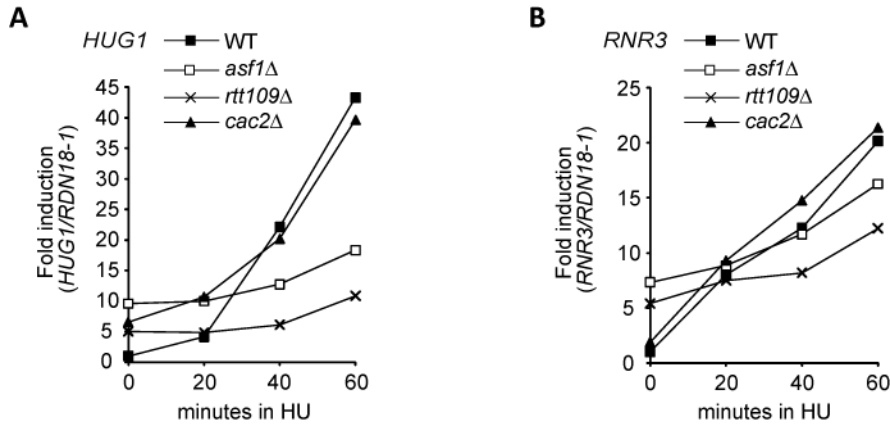 A
HUG1
WT
asf1Δ
rtt109Δ
cac2Δ
45
40
35
30
25
20
15
10
5
0
Fold induction
(HUG1/RDN18-1)
0 20 40 60
minutes in HU
B
RNR3
WT
asf1Δ
rtt109Δ
cac2Δ
25
20
15
10
5
0
Fold induction
(RNR3/RDN18-1)
0 20 40 60
minutes in HU